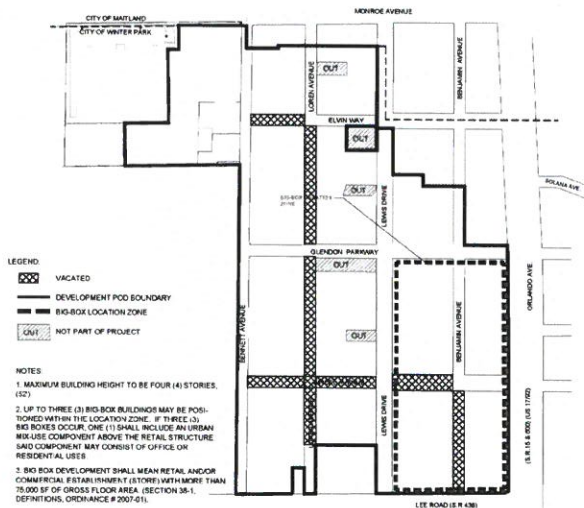 MONROE AVENUE
CITY OF MAITLAND
CITY OF WINTER PARK
LOREN AVENUE
OUT
BENJAMIN AVENUE
ELVIN WAY
OUT
SOLANA AVE
OUT
LEWIS DRIVE
GLENDON PARKWAY
OUT
LEGEND:
VACATED
DEVELOPMENT POD BOUNDARY
BIG-BOX LOCATION ZONE
OUT NOT PART OF PROJECT
BENNETT AVENUE
ORLANDO AVE
BENJAMIN AVENUE
OUT
LEWIS DRIVE
(S.R. 15 & 600) (US 17/92)
NOTES:
1. MAXIMUM BUILDING HEIGHT TO BE FOUR (4) STORIES,
(52')
2. UP TO THREE (3) BIG-BOX BUILDINGS MAY BE POSI-
TIONED WITHIN THE LOCATION ZONE. IF THREE (3)
BIG BOXES OCCUR, ONE (1) SHALL INCLUDE AN URBAN
MIX-USE COMPONENT ABOVE THE RETAIL STRUCTURE
SAID COMPONENT MAY CONSIST OF OFFICE OR
RESIDENTIAL USES
3. BIG BOX DEVELOPMENT SHALL MEAN RETAIL AND/OR
COMMERCIAL ESTABLISHMENT (STORE) WITH MORE THAN
75,000 SF OF GROSS FLOOR AREA (SECTION 38-1,
DEFINITIONS, ORDINANCE # 2007-01).
LEE ROAD (S.R 438)